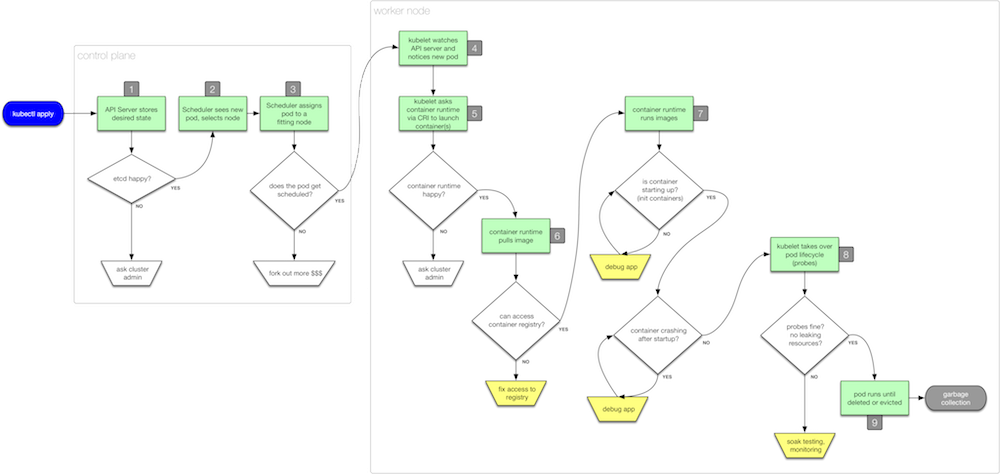 worker node
control plane
kubectl apply
1
API Server stores
desired state
etcd happy?
YES
NO
ask cluster
admin
2
Scheduler sees new
pod, selects node
3
Scheduler assigns
pod to a
fitting node
does the pod get
scheduled?
YES
NO
fork out more $$$
kubelet watches
API server and
notices new pod
4
kubelet asks
container runtime
via CRI to launch
container(s)
5
container runtime
happy?
YES
NO
ask cluster
admin
container runtime
pulls image
6
can access
container registry?
YES
NO
fix access to
registry
container runtime
runs images
7
is container
starting up?
(init containers)
YES
NO
debug app
container crashing
after startup?
NO
YES
debug app
kubelet takes over
pod lifecycle
(probes)
8
probes fine?
no leaking
resources?
YES
NO
soak testing,
monitoring
pod runs until
deleted or evicted
9
garbage
collection